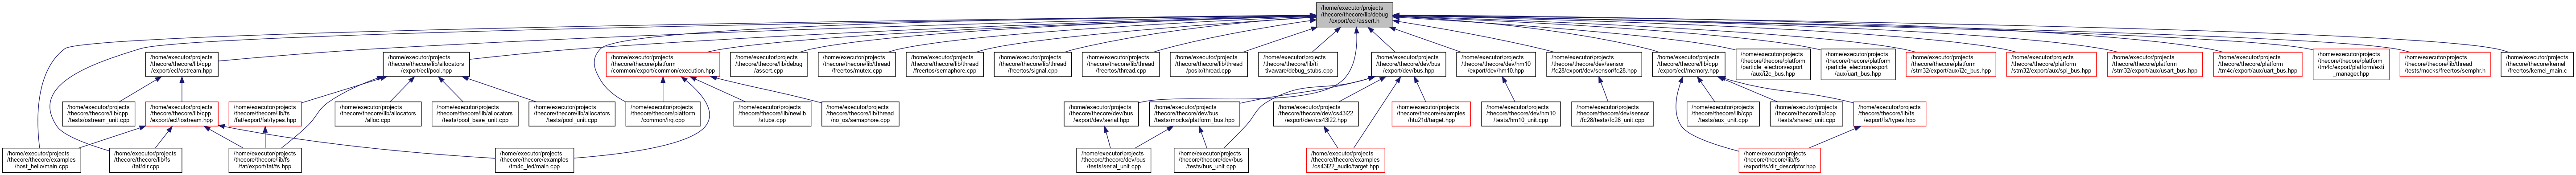 /home/executor/projects
/thecore/thecore/lib/debug
/export/ecl/assert.h
/home/executor/projects
/thecore/thecore/lib/cpp
/export/ecl/ostream.hpp
/home/executor/projects
/thecore/thecore/lib/allocators
/export/ecl/pool.hpp
/home/executor/projects
/thecore/thecore/platform
/common/export/common/execution.hpp
/home/executor/projects
/thecore/thecore/lib/debug
/assert.cpp
/home/executor/projects
/thecore/thecore/lib/thread
/freertos/mutex.cpp
/home/executor/projects
/thecore/thecore/lib/thread
/freertos/semaphore.cpp
/home/executor/projects
/thecore/thecore/lib/thread
/freertos/signal.cpp
/home/executor/projects
/thecore/thecore/lib/thread
/freertos/thread.cpp
/home/executor/projects
/thecore/thecore/lib/thread
/posix/thread.cpp
/home/executor/projects
/thecore/thecore/lib
-tivaware/debug_stubs.cpp
/home/executor/projects
/thecore/thecore/dev/bus
/export/dev/bus.hpp
/home/executor/projects
/thecore/thecore/dev/hm10
/export/dev/hm10.hpp
/home/executor/projects
/thecore/thecore/dev/sensor
/fc28/export/dev/sensor/fc28.hpp
/home/executor/projects
/thecore/thecore/lib/cpp
/export/ecl/memory.hpp
/home/executor/projects
/thecore/thecore/platform
/particle_electron/export
/aux/i2c_bus.hpp
/home/executor/projects
/thecore/thecore/platform
/particle_electron/export
/aux/uart_bus.hpp
/home/executor/projects
/thecore/thecore/platform
/stm32/export/aux/i2c_bus.hpp
/home/executor/projects
/thecore/thecore/platform
/stm32/export/aux/spi_bus.hpp
/home/executor/projects
/thecore/thecore/platform
/stm32/export/aux/usart_bus.hpp
/home/executor/projects
/thecore/thecore/platform
/tm4c/export/aux/uart_bus.hpp
/home/executor/projects
/thecore/thecore/platform
/tm4c/export/platform/exti
_manager.hpp
/home/executor/projects
/thecore/thecore/lib/thread
/tests/mocks/freertos/semphr.h
/home/executor/projects
/thecore/thecore/kernel
/freertos/kernel_main.c
/home/executor/projects
/thecore/thecore/lib/cpp
/tests/ostream_unit.cpp
/home/executor/projects
/thecore/thecore/lib/cpp
/export/ecl/iostream.hpp
/home/executor/projects
/thecore/thecore/lib/fs
/fat/export/fat/types.hpp
/home/executor/projects
/thecore/thecore/lib/allocators
/alloc.cpp
/home/executor/projects
/thecore/thecore/lib/allocators
/tests/pool_base_unit.cpp
/home/executor/projects
/thecore/thecore/lib/allocators
/tests/pool_unit.cpp
/home/executor/projects
/thecore/thecore/platform
/common/irq.cpp
/home/executor/projects
/thecore/thecore/lib/newlib
/stubs.cpp
/home/executor/projects
/thecore/thecore/lib/thread
/no_os/semaphore.cpp
/home/executor/projects
/thecore/thecore/dev/bus
/export/dev/serial.hpp
/home/executor/projects
/thecore/thecore/dev/bus
/tests/mocks/platform_bus.hpp
/home/executor/projects
/thecore/thecore/dev/cs43l22
/export/dev/cs43l22.hpp
/home/executor/projects
/thecore/thecore/examples
/htu21d/target.hpp
/home/executor/projects
/thecore/thecore/dev/hm10
/tests/hm10_unit.cpp
/home/executor/projects
/thecore/thecore/dev/sensor
/fc28/tests/fc28_unit.cpp
/home/executor/projects
/thecore/thecore/lib/cpp
/tests/aux_unit.cpp
/home/executor/projects
/thecore/thecore/lib/cpp
/tests/shared_unit.cpp
/home/executor/projects
/thecore/thecore/lib/fs
/export/fs/types.hpp
/home/executor/projects
/thecore/thecore/examples
/host_hello/main.cpp
/home/executor/projects
/thecore/thecore/lib/fs
/fat/dir.cpp
/home/executor/projects
/thecore/thecore/lib/fs
/fat/export/fat/fs.hpp
/home/executor/projects
/thecore/thecore/examples
/tm4c_led/main.cpp
/home/executor/projects
/thecore/thecore/dev/bus
/tests/serial_unit.cpp
/home/executor/projects
/thecore/thecore/dev/bus
/tests/bus_unit.cpp
/home/executor/projects
/thecore/thecore/examples
/cs43l22_audio/target.hpp
/home/executor/projects
/thecore/thecore/lib/fs
/export/fs/dir_descriptor.hpp